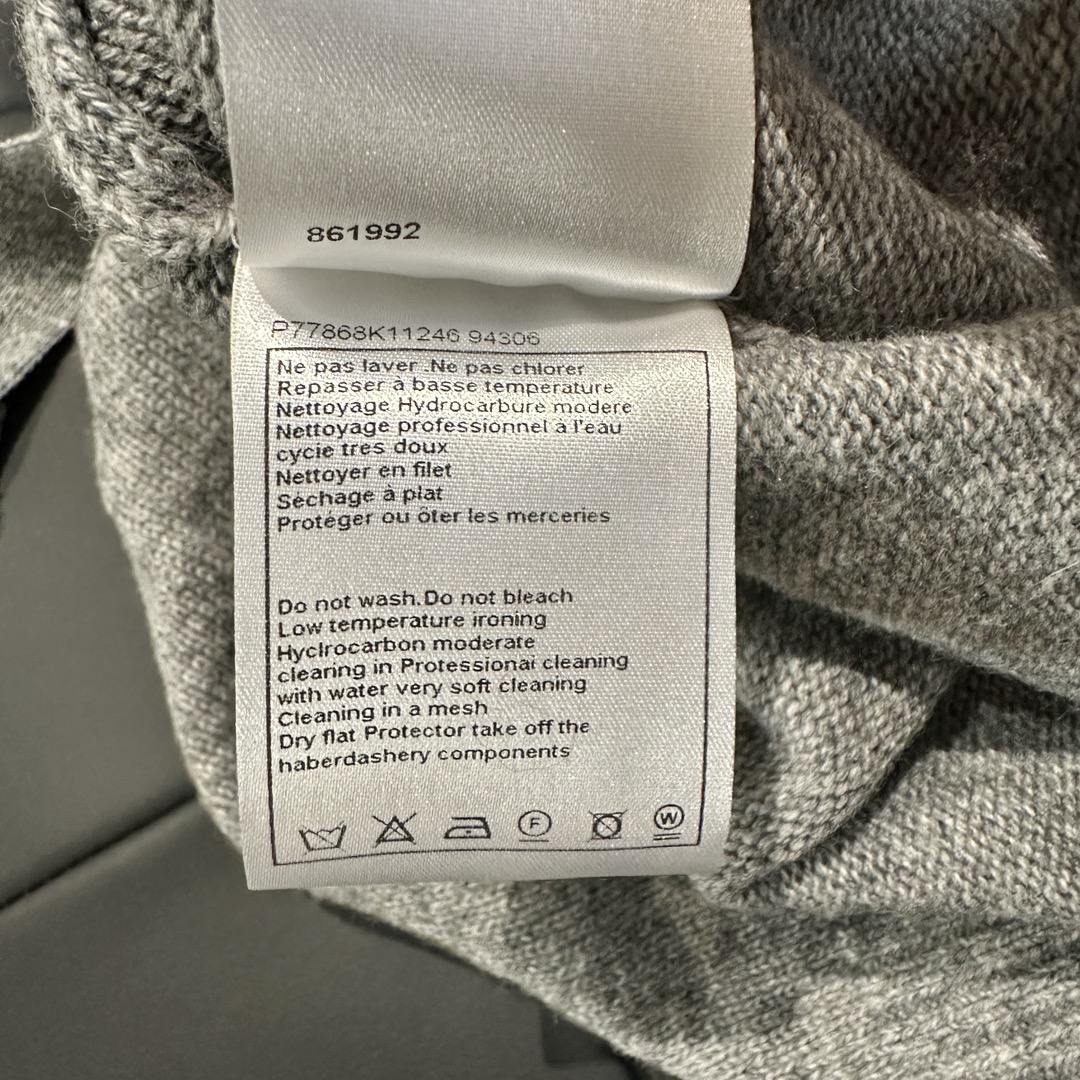 861992
P77868K11246 94306
Ne pas laver .Ne pas chlorer
Repasser à basse temperature
Nettoyage Hydrocarbure modere
Nettoyage professionnel à l'eau
cycie tres doux
Nettoyer en filet
Séchage à plat
Protéger ou ôter les merceries
Do not wash.Do not bleach
Low temperature ironing
Hyclrocarbon moderate
clearing in Protessionai cleaning
with water very soft cleaning
Cleaning in a mesh
Dry flat Protector take off the
haberdashery components
F W